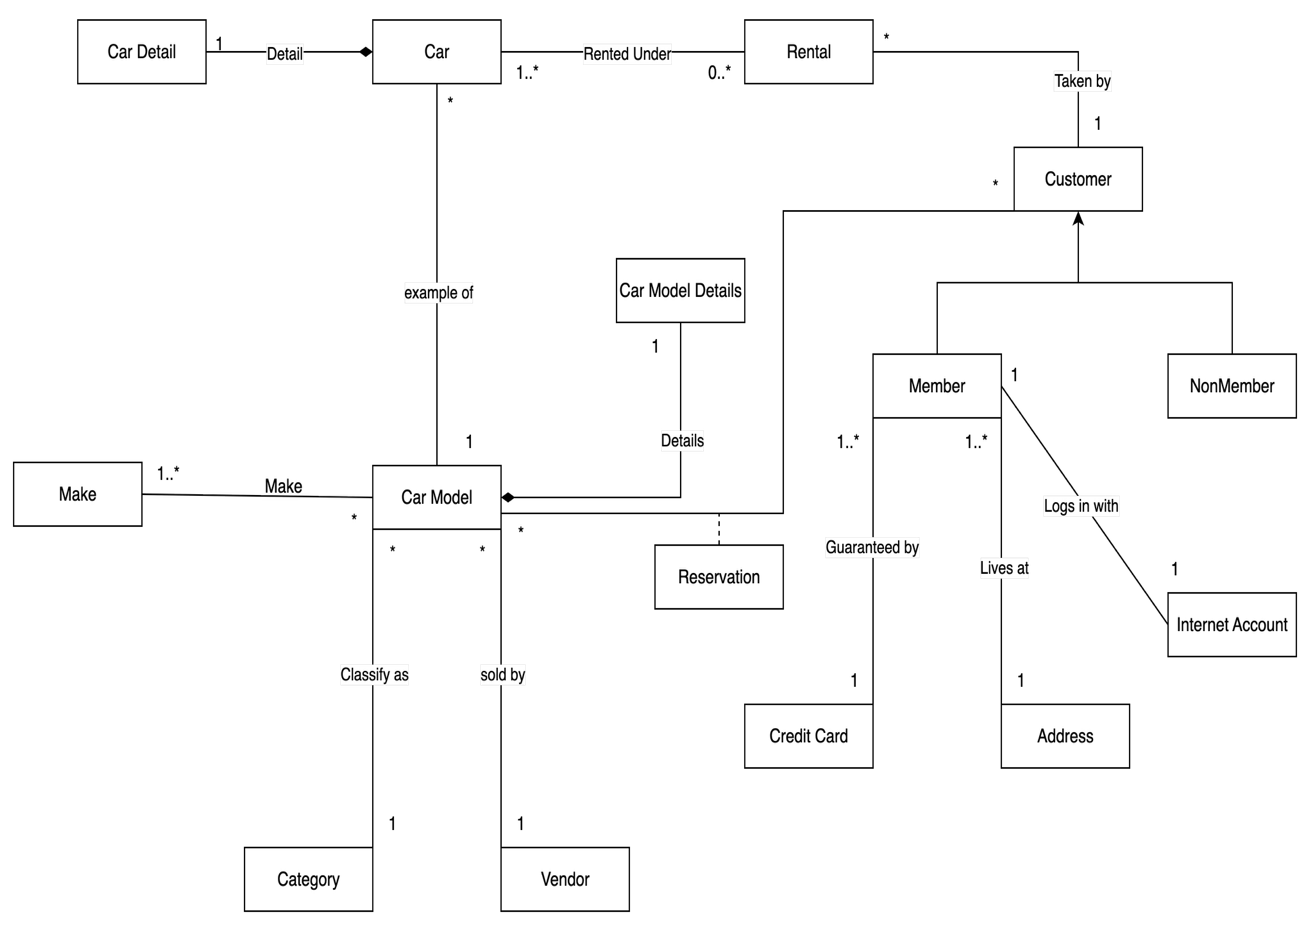 Car Detail
1
Detail
Car
1..*
Rented Under
0..*
Rental
*
Taken by
1
Customer
*
*
example of
1
Car Model Details
1
Details
Member
1
NonMember
1..*
1..*
Make
1..*
Make
*
Car Model
*
*
*
Reservation
Logs in with
1
Internet Account
Guaranteed by
Lives at
1
1
Credit Card
Address
Classify as
sold by
1
1
Category
Vendor